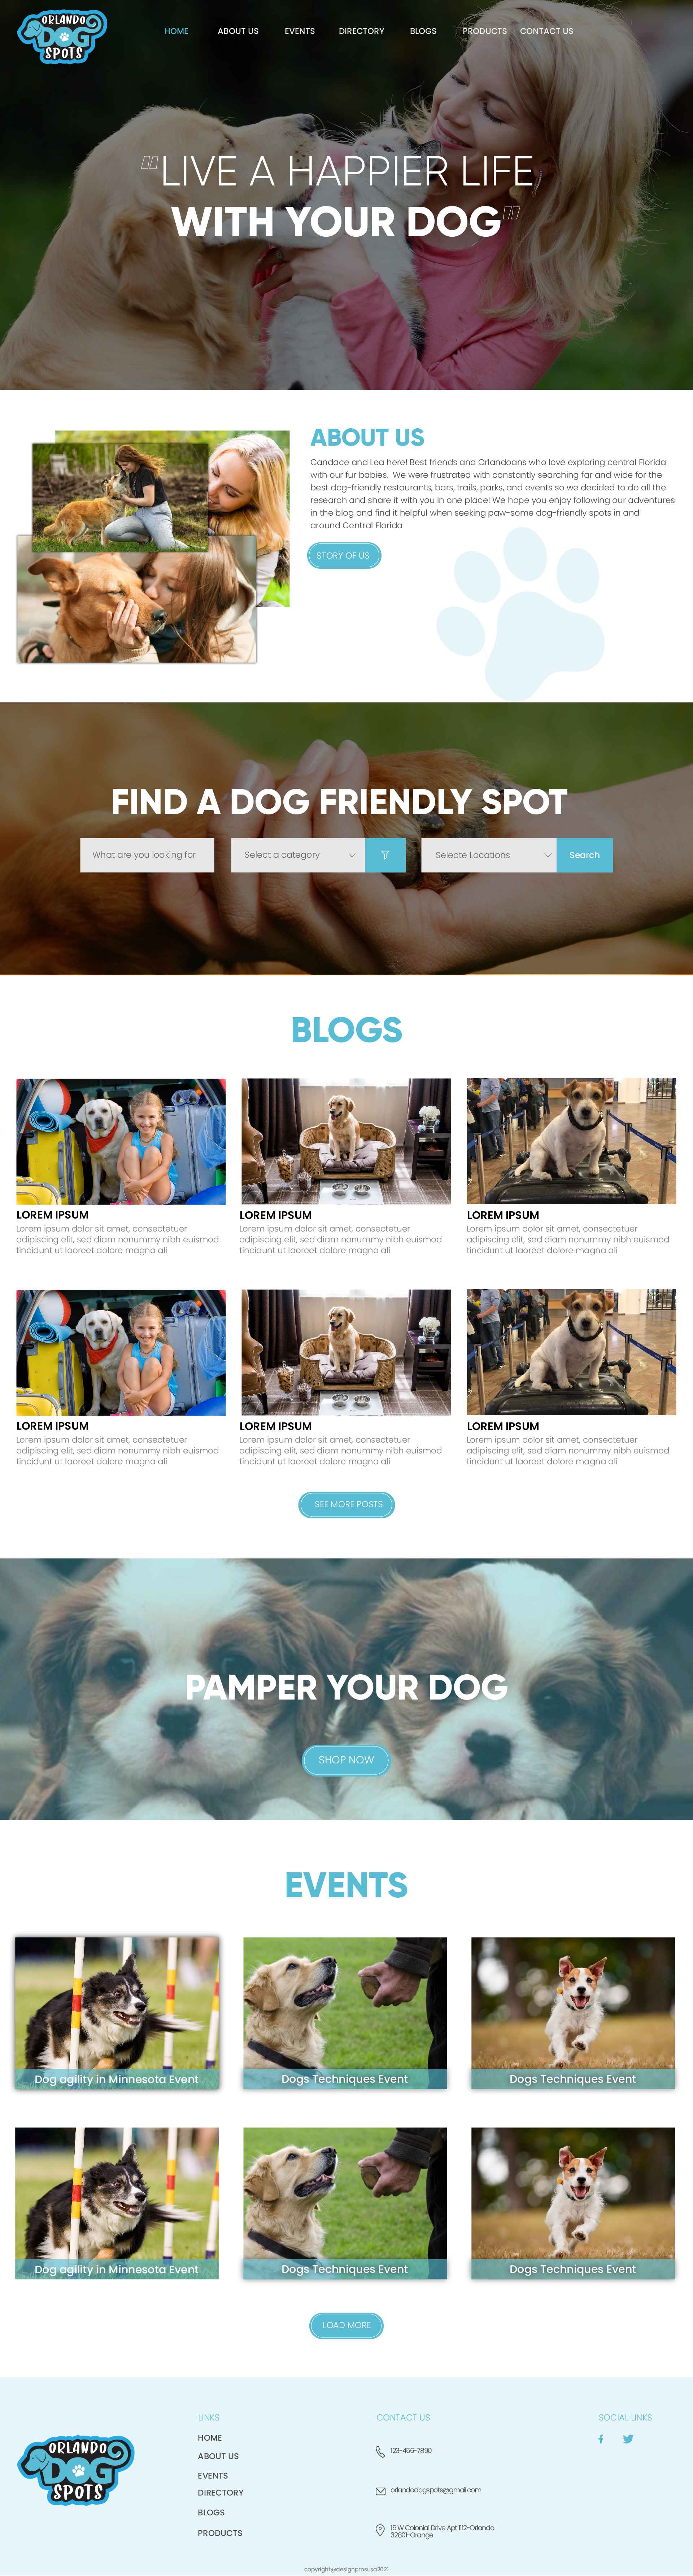 ORLANDO
DOG
SPOTS
HOME ABOUT US EVENTS DIRECTORY BLOGS PRODUCTS CONTACT US
"LIVE A HAPPIER LIFE
WITH YOUR DOG"
ABOUT US
Candace and Lea here! Best friends and Orlandoans who love exploring central Florida
with our fur babies. We were frustrated with constantly searching far and wide for the
best dog-friendly restaurants, bars, trails, parks, and events so we decided to do all the
research and share it with you in one place! We hope you enjoy following our adventures
in the blog and find it helpful when seeking paw-some dog-friendly spots in and
around Central Florida
STORY OF US
FIND A DOG FRIENDLY SPOT
What are you looking for
Select a category
Selecte Locations
Search
BLOGS
LOREM IPSUM
Lorem ipsum dolor sit amet, consectetuer
adipiscing elit, sed diam nonummy nibh euismod
tincidunt ut laoreet dolore magna ali
LOREM IPSUM
Lorem ipsum dolor sit amet, consectetuer
adipiscing elit, sed diam nonummy nibh euismod
tincidunt ut laoreet dolore magna ali
LOREM IPSUM
Lorem ipsum dolor sit amet, consectetuer
adipiscing elit, sed diam nonummy nibh euismod
tincidunt ut laoreet dolore magna ali
LOREM IPSUM
Lorem ipsum dolor sit amet, consectetuer
adipiscing elit, sed diam nonummy nibh euismod
tincidunt ut laoreet dolore magna ali
LOREM IPSUM
Lorem ipsum dolor sit amet, consectetuer
adipiscing elit, sed diam nonummy nibh euismod
tincidunt ut laoreet dolore magna ali
LOREM IPSUM
Lorem ipsum dolor sit amet, consectetuer
adipiscing elit, sed diam nonummy nibh euismod
tincidunt ut laoreet dolore magna ali
SEE MORE POSTS
PAMPER YOUR DOG
SHOP NOW
EVENTS
Dog agility in Minnesota Event
Dogs Techniques Event
Dogs Techniques Event
Dog agility in Minnesota Event
Dogs Techniques Event
Dogs Techniques Event
LOAD MORE
ORLANDO
DOG
SPOTS
LINKS
HOME
ABOUT US
EVENTS
DIRECTORY
BLOGS
PRODUCTS
CONTACT US
123-456-7890
orlandodogspots@gmail.com
15 W Colonial Drive Apt 1112-Orlando
32801-Orange
SOCIAL LINKS
copyright@designprosusa2021